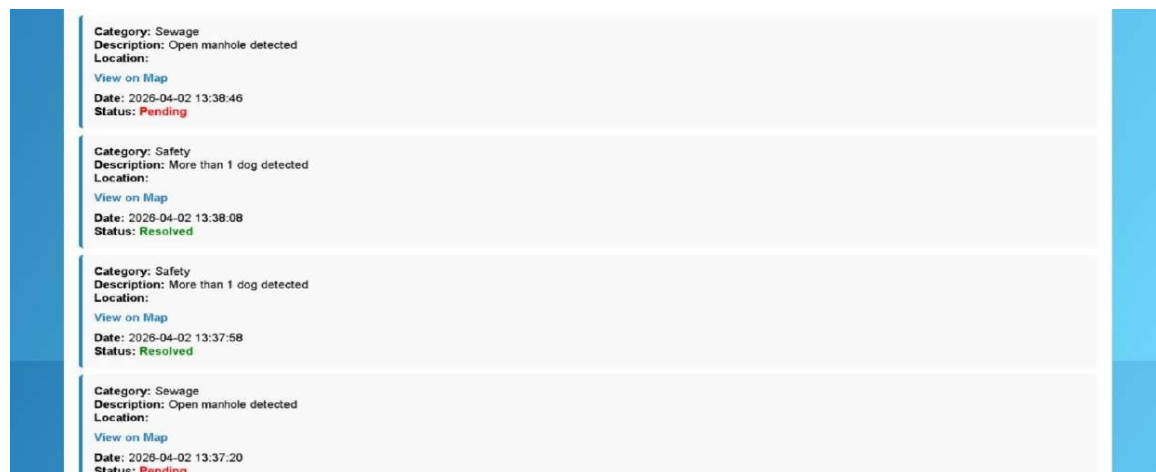 Category: Sewage
Description: Open manhole detected
Location:
View on Map
Date: 2026-04-02 13:38:46
Status: Pending
Category: Safety
Description: More than 1 dog detected
Location:
View on Map
Date: 2026-04-02 13:38:08
Status: Resolved
Category: Safety
Description: More than 1 dog detected
Location:
View on Map
Date: 2026-04-02 13:37:58
Status: Resolved
Category: Sewage
Description: Open manhole detected
Location:
View on Map
Date: 2026-04-02 13:37:20
Status: Pending